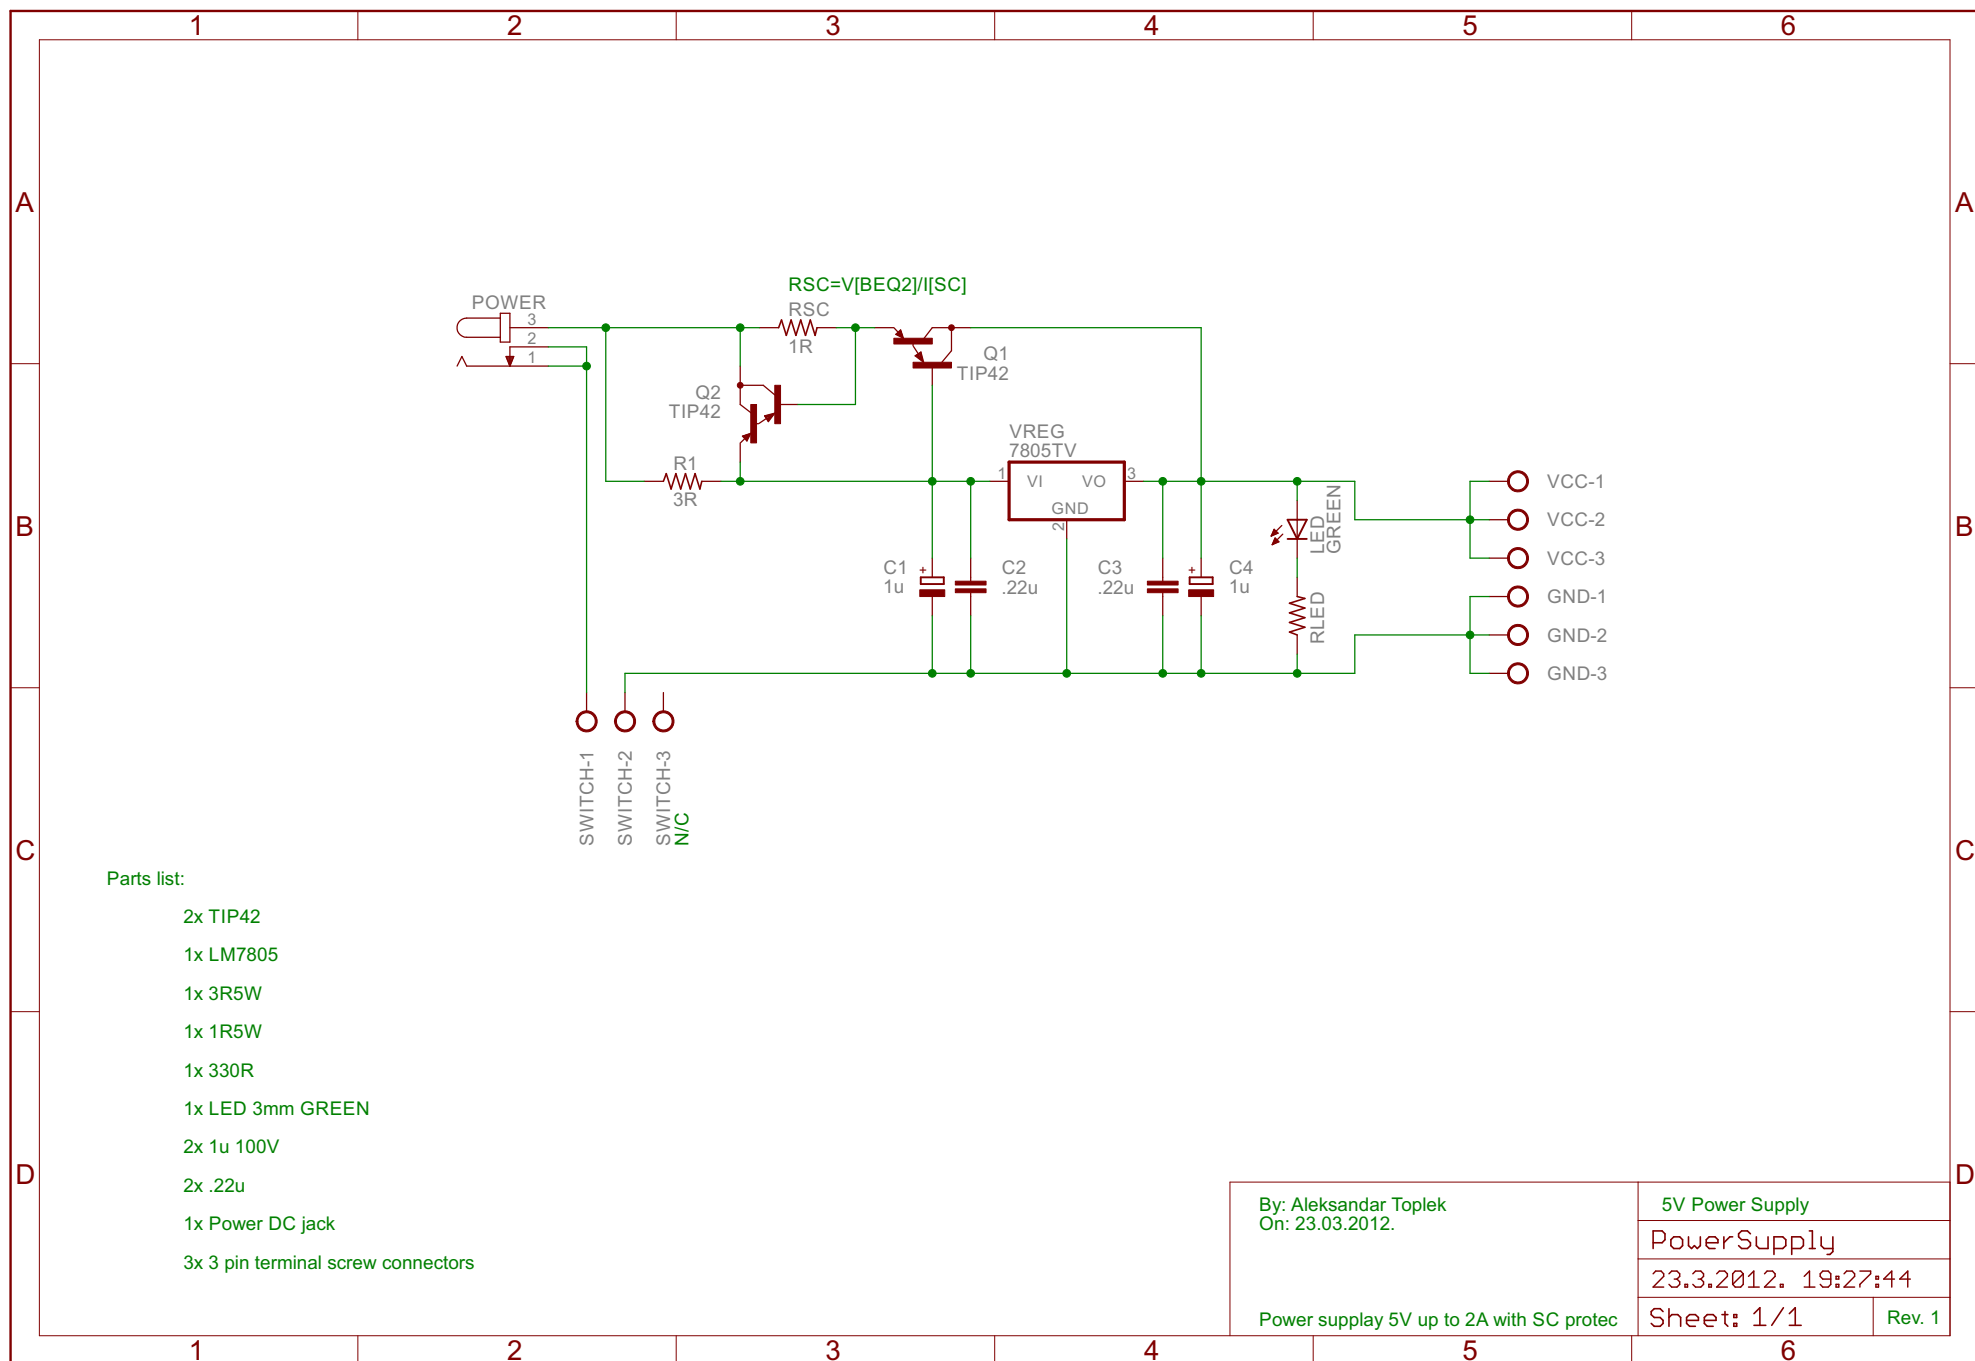 1 2 3 4 5 6
A A
RSC=V[BEQ2]/I[SC]
POWER
RSC
3
2
1
1R
Q1
TIP42
Q2
TIP42
VREG
7805TV
R1
3R
1 VI VO 3
GND
2
LED
GREEN
VCC-1
VCC-2
VCC-3
B B
C1
1u
+
C2
.22u
C3
.22u
+
C4
1u
RLED
GND-1
GND-2
GND-3
SWITCH-1
SWITCH-2
SWITCH-3
N/C
C C
Parts list:
2x TIP42
1x LM7805
1x 3R5W
1x 1R5W
1x 330R
1x LED 3mm GREEN
2x 1u 100V
2x .22u
1x Power DC jack
3x 3 pin terminal screw connectors
D D
By: Aleksandar Toplek
On: 23.03.2012.
Power supplay 5V up to 2A with SC protec
5V Power Supply
PowerSupply
23.3.2012. 19:27:44
Sheet: 1/1
Rev. 1
1 2 3 4 5 6